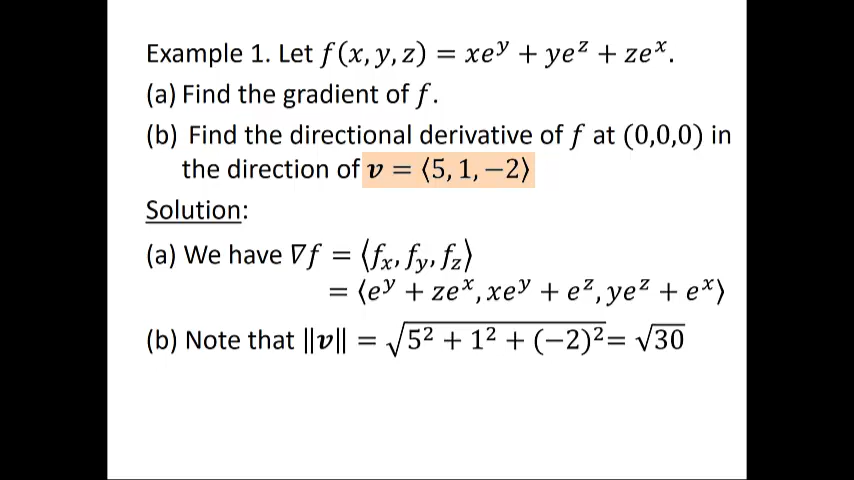 Example 1. Let f(x, y, z) = xe^y + ye^z + ze^x.
(a) Find the gradient of f.
(b) Find the directional derivative of f at (0,0,0) in
the direction of v = ⟨5, 1, −2⟩
Solution:
(a) We have ∇f = ⟨f_x, f_y, f_z⟩
= ⟨e^y + ze^x, xe^y + e^z, ye^z + e^x⟩
(b) Note that ||v|| = √(5² + 1² + (−2)²) = √30